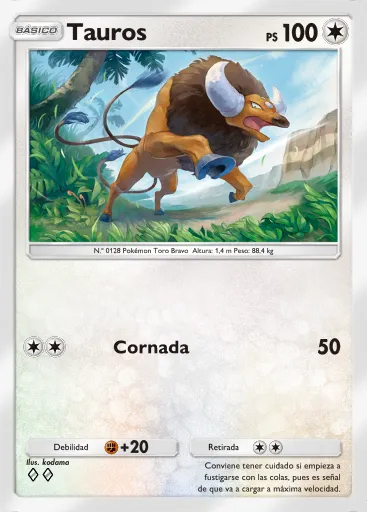 BÁSICO Tauros PS 100
N.º 0128 Pokémon Toro Bravo Altura: 1,4 m Peso: 88,4 kg
Cornada 50
Debilidad +20 Retirada
Ilus. kodama
Conviene tener cuidado si empieza a
fustigarse con las colas, pues es señal
de que va a cargar a máxima velocidad.